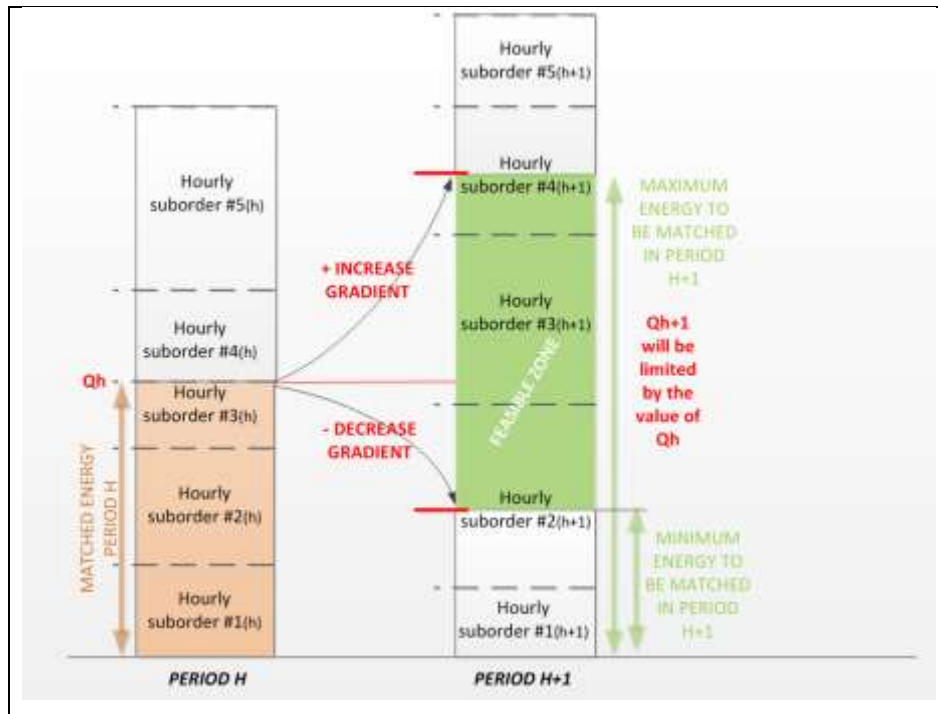 Hourly
suborder #5(h)
Hourly
suborder #4(h)
Qh
Hourly
suborder #3(h)
Hourly
suborder #2(h)
Hourly
suborder #1(h)
MATCHED ENERGY
PERIOD H
PERIOD H
+ INCREASE
GRADIENT
- DECREASE
GRADIENT
Hourly
suborder #5(h+1)
Hourly
suborder #4(h+1)
Hourly
suborder #3(h+1)
FEAMBLE ZONE
Hourly
suborder #2(h+1)
Hourly
suborder #1(h+1)
PERIOD H+1
MAXIMUM
ENERGY TO
BE MATCHED
IN PERIOD
H+1
Qh+1
will be
limited
by the
value of
Qh
MINIMUM
ENERGY TO
BE MATCHED
IN PERIOD
H+1